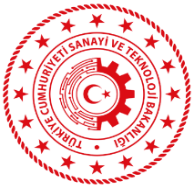 TÜRKİYE CUMHURİYETİ SANAYİ VE TEKNOLOJİ BAKANLIĞI